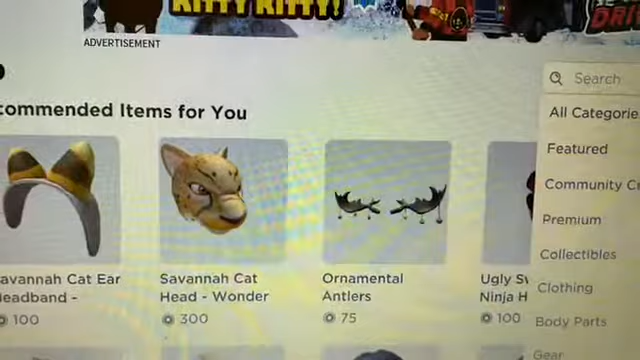 KITTY KITTY!
ADVERTISEMENT
commended Items for You
Search
All Categorie
Featured
Community Cr
Premium
Collectibles
Clothing
Body Parts
Gear
avannah Cat Ear
eadband -
100
Savannah Cat
Head - Wonder
300
Ornamental
Antlers
75
Ugly Sw
Ninja H
100